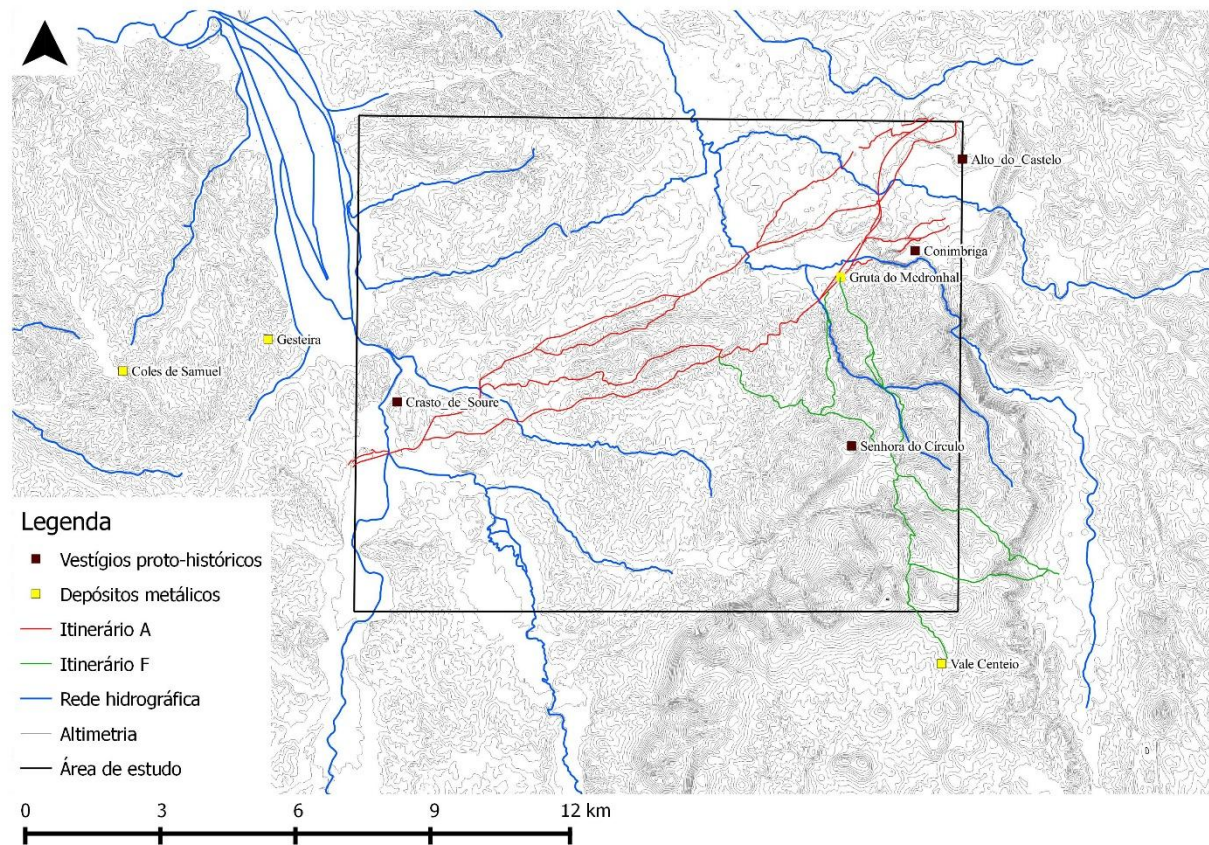 Alto_do_Castelo
Conimbriga
Gruta do Medronhal
Gesteira
Coles de Samuel
Crasto_de_Soure
Senhora do Círculo
Vale Centeio
Legenda
Vestígios proto-históricos
Depósitos metálicos
Itinerário A
Itinerário F
Rede hidrográfica
Altimetria
Área de estudo
0 3 6 9 12 km